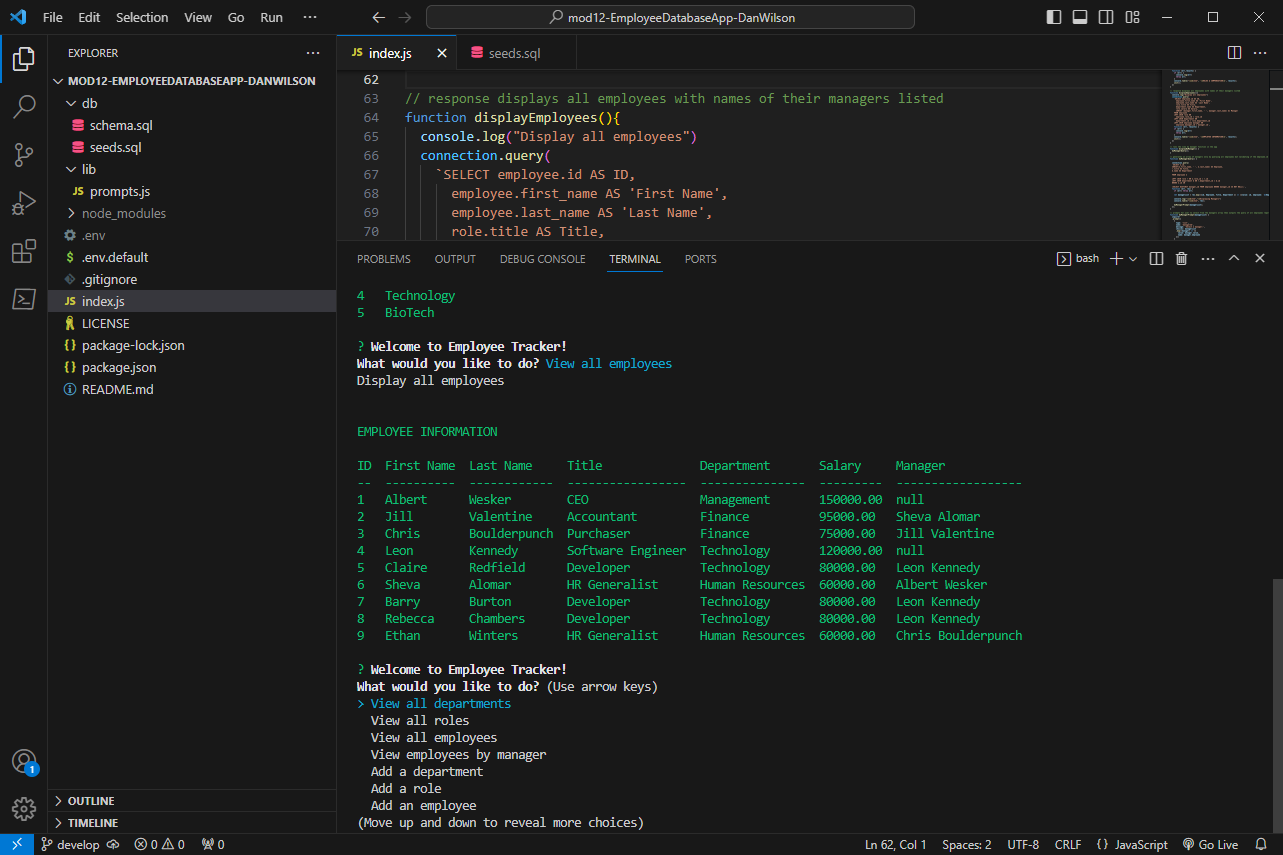 File Edit Selection View Go Run ··· mod12-EmployeeDatabaseApp-DanWilson
EXPLORER ···
MOD12-EMPLOYEEDATABASEAPP-DANWILSON
db
schema.sql
seeds.sql
lib
JS prompts.js
node_modules
.env
$ .env.default
.gitignore
JS index.js
LICENSE
{} package-lock.json
{} package.json
README.md
OUTLINE
TIMELINE
1
JS index.js
seeds.sql
62
63 // response displays all employees with names of their managers listed
64 function displayEmployees(){
65 console.log("Display all employees")
66 connection.query(
67 `SELECT employee.id AS ID,
68 employee.first_name AS 'First Name',
69 employee.last_name AS 'Last Name',
70 role.title AS Title,
PROBLEMS OUTPUT DEBUG CONSOLE TERMINAL PORTS bash
4 Technology
5 BioTech
? Welcome to Employee Tracker!
What would you like to do? View all employees
Display all employees
EMPLOYEE INFORMATION
ID First Name Last Name Title Department Salary Manager
-- ---------- ------------ ----------------- --------------- --------- ------------------
1 Albert Wesker CEO Management 150000.00 null
2 Jill Valentine Accountant Finance 95000.00 Sheva Alomar
3 Chris Boulderpunch Purchaser Finance 75000.00 Jill Valentine
4 Leon Kennedy Software Engineer Technology 120000.00 null
5 Claire Redfield Developer Technology 80000.00 Leon Kennedy
6 Sheva Alomar HR Generalist Human Resources 60000.00 Albert Wesker
7 Barry Burton Developer Technology 80000.00 Leon Kennedy
8 Rebecca Chambers Developer Technology 80000.00 Leon Kennedy
9 Ethan Winters HR Generalist Human Resources 60000.00 Chris Boulderpunch
? Welcome to Employee Tracker!
What would you like to do? (Use arrow keys)
> View all departments
View all roles
View all employees
View employees by manager
Add a department
Add a role
Add an employee
(Move up and down to reveal more choices)
develop 0 0 0 Ln 62, Col 1 Spaces: 2 UTF-8 CRLF {} JavaScript Go Live